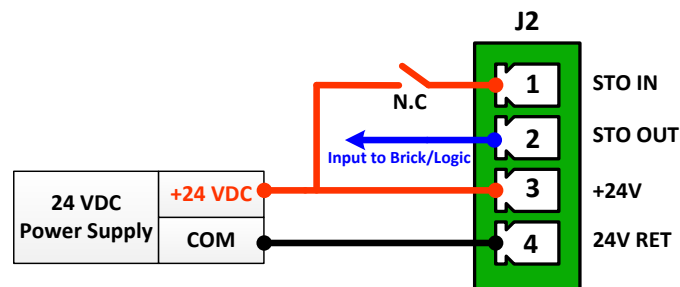 J2
1 STO IN
N.C
2 STO OUT
Input to Brick/Logic
24 VDC
Power Supply
+24 VDC
COM
3 +24V
4 24V RET